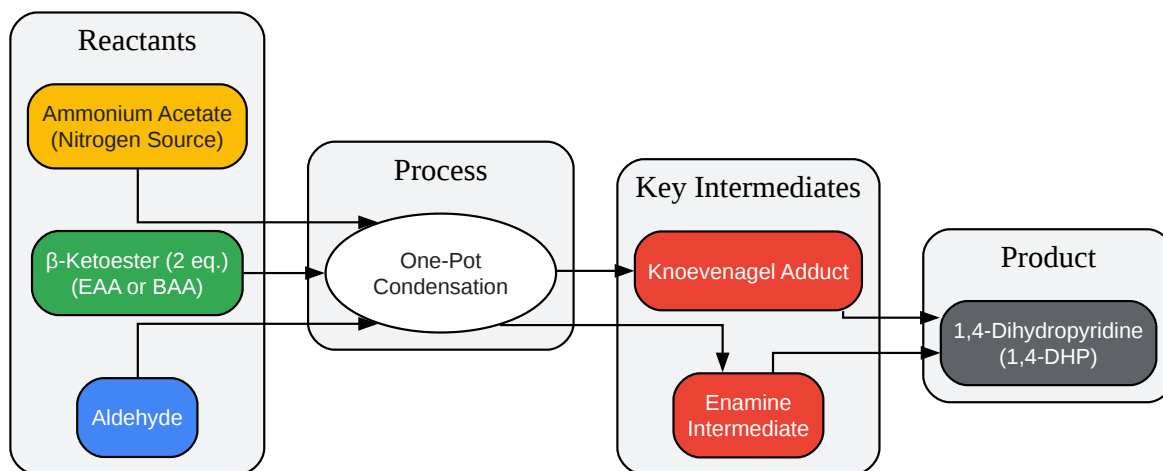 Reactants
Ammonium Acetate
(Nitrogen Source)
β-Ketoester (2 eq.)
(EAA or BAA)
Aldehyde
Process
One-Pot
Condensation
Key Intermediates
Knoevenagel Adduct
Enamine
Intermediate
Product
1,4-Dihydropyridine
(1,4-DHP)